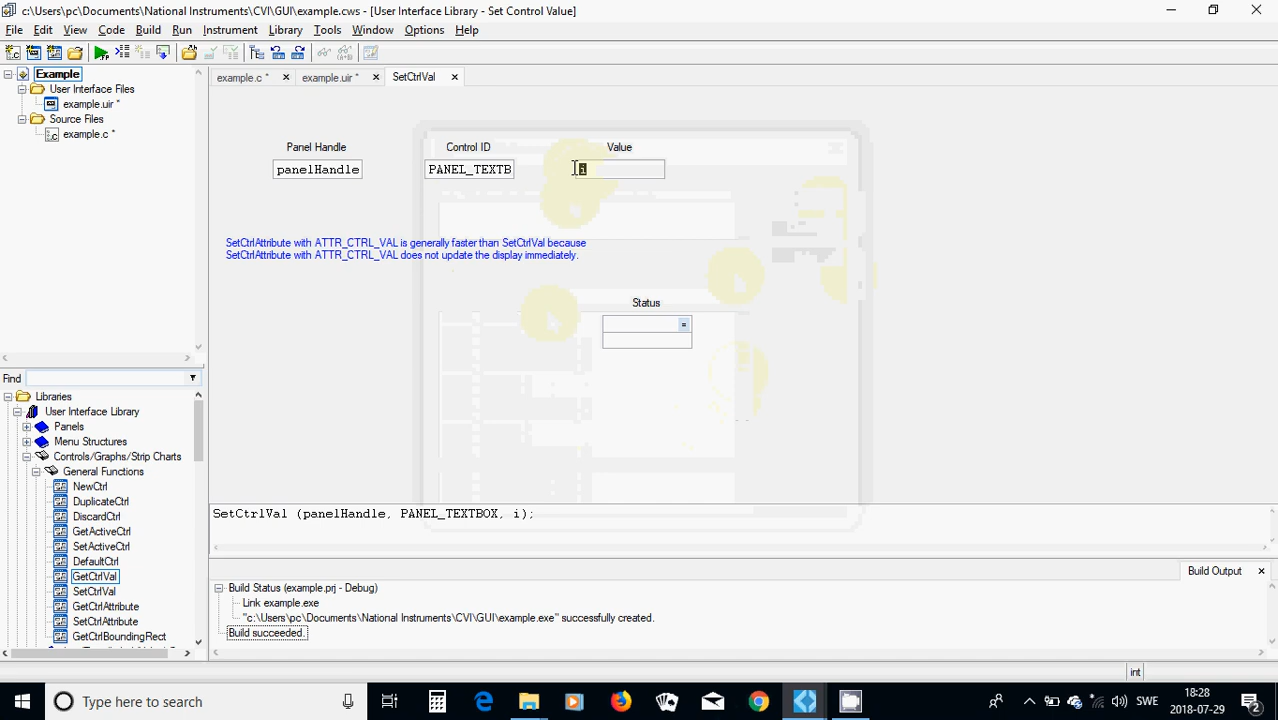 c:\Users\pc\Documents\National Instruments\CVI\GUI\example.cws - [User Interface Library - Set Control Value]
File Edit View Code Build Run Instrument Library Tools Window Options Help
Example
User Interface Files
example.uir *
Source Files
example.c *
example.c * example.uir * SetCtrlVal
Panel Handle Control ID Value
panelHandle PANEL_TEXTB i
SetCtrlAttribute with ATTR_CTRL_VAL is generally faster than SetCtrlVal because
SetCtrlAttribute with ATTR_CTRL_VAL does not update the display immediately.
Status
Find
Libraries
User Interface Library
Panels
Menu Structures
Controls/Graphs/Strip Charts
General Functions
NewCtrl
DuplicateCtrl
DiscardCtrl
GetActiveCtrl
SetActiveCtrl
DefaultCtrl
GetCtrlVal
SetCtrlVal
GetCtrlAttribute
SetCtrlAttribute
GetCtrlBoundingRect
SetCtrlVal (panelHandle, PANEL_TEXTBOX, i);
Build Output
Build Status (example.prj - Debug)
Link example.exe
"c:\Users\pc\Documents\National Instruments\CVI\GUI\example.exe" successfully created.
Build succeeded.
int
Type here to search
SWE
18:28
2018-07-29
2